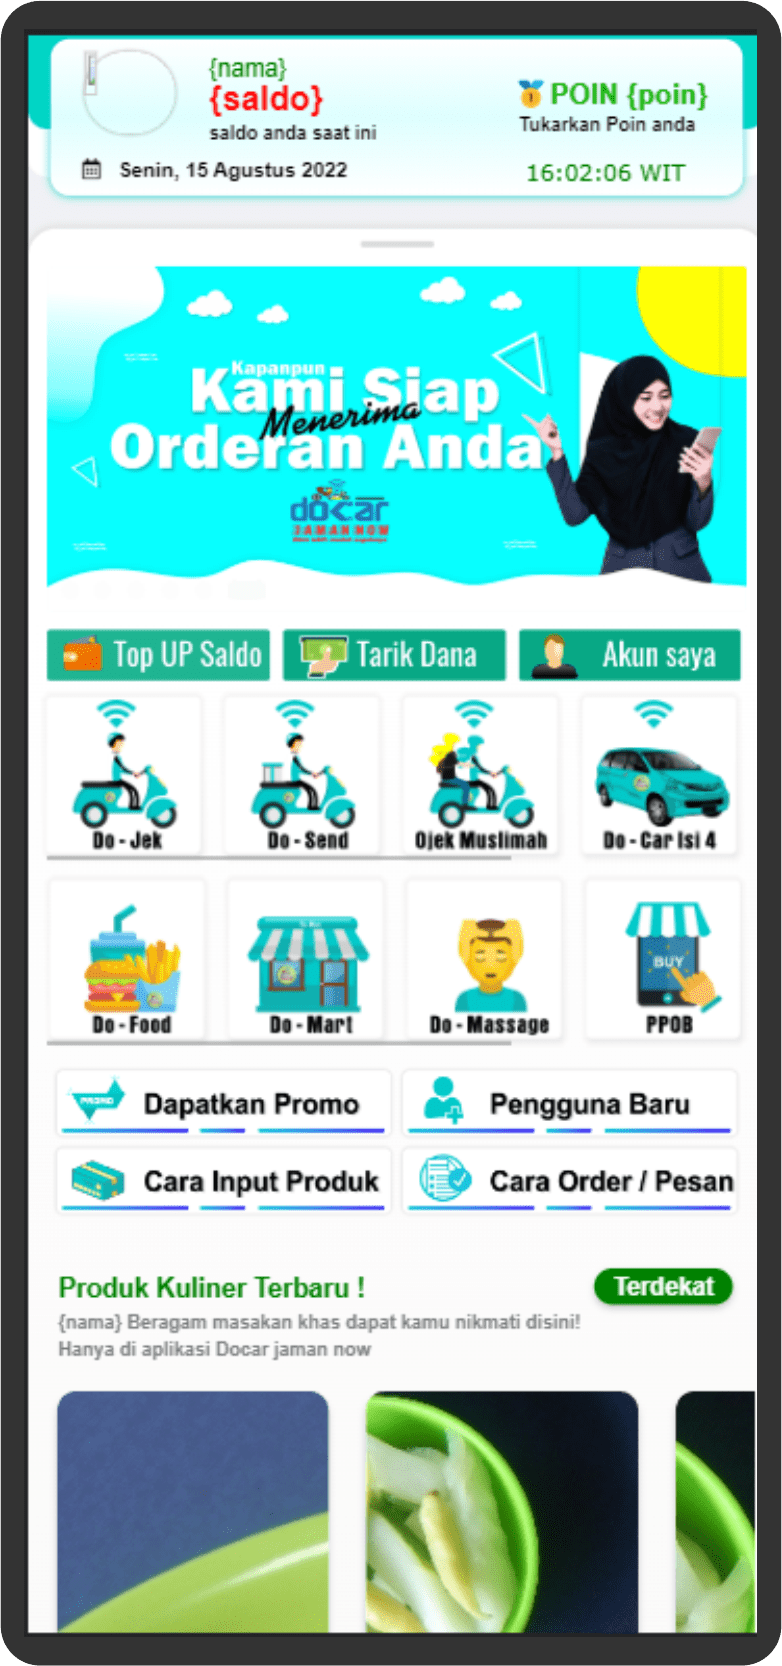 {nama}
{saldo}
saldo anda saat ini
POIN {poin}
Tukarkan Poin anda
Senin, 15 Agustus 2022
16:02:06 WIT
Kapanpun
Kami Siap
Menerima
Orderan Anda
docar
JAMAN NOW
Top UP Saldo
Tarik Dana
Akun saya
Do - Jek
Do - Send
Ojek Muslimah
Do - Car Isi 4
BUY
Do - Food
Do - Mart
Do - Massage
PPOB
PROMO
Dapatkan Promo
Pengguna Baru
Cara Input Produk
Cara Order / Pesan
Produk Kuliner Terbaru !
Terdekat
{nama} Beragam masakan khas dapat kamu nikmati disini!
Hanya di aplikasi Docar jaman now